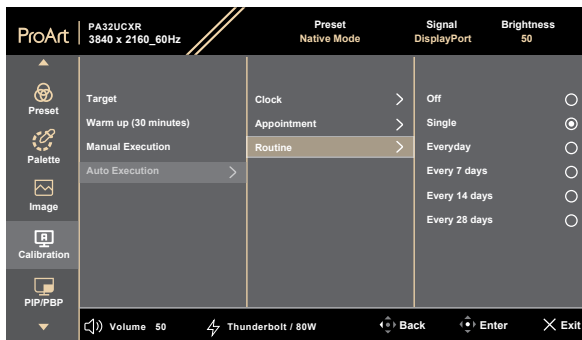 ProArt
PA32UCXR
3840 x 2160_60Hz
Preset
Native Mode
Signal
DisplayPort
Brightness
50
Preset
Palette
Image
Calibration
PIP/PBP
Target
Warm up (30 minutes)
Manual Execution
Auto Execution
Clock
Appointment
Routine
Off
Single
Everyday
Every 7 days
Every 14 days
Every 28 days
Volume 50
Thunderbolt / 80W
Back
Enter
Exit